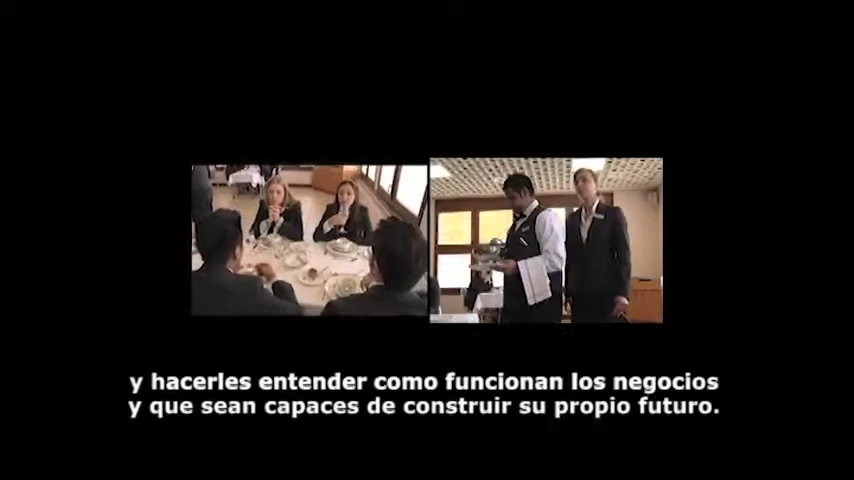 y hacerles entender como funcionan los negocios
y que sean capaces de construir su propio futuro.